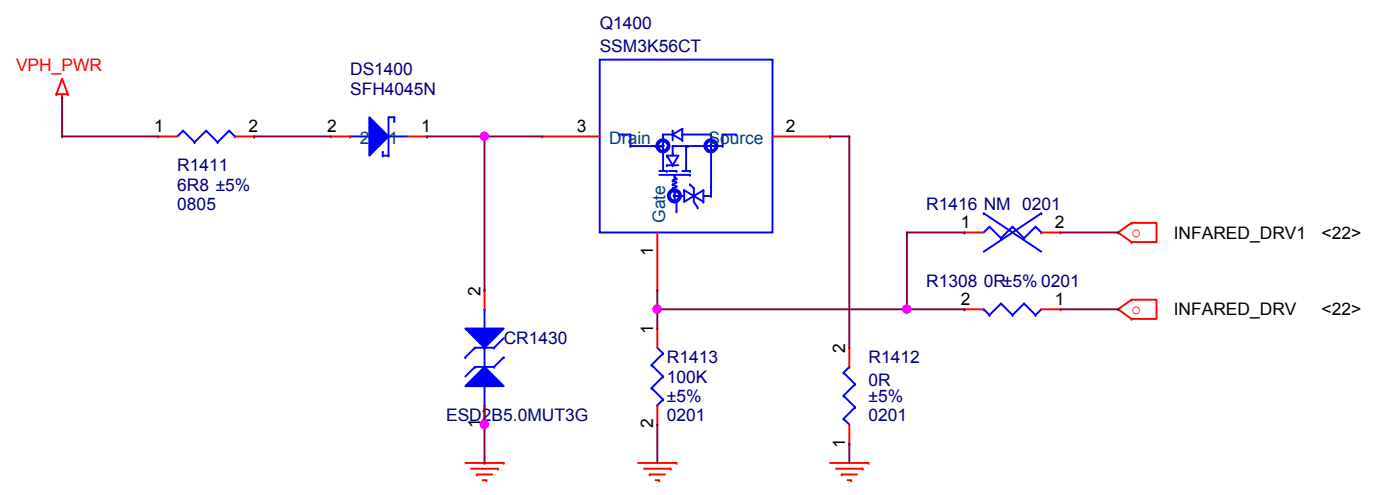 Q1400
SSM3K56CT
VPH_PWR
DS1400
SFH4045N
1
2
2
2
1
1
3
Drain
Source
Gate
2
R1411
6R8 ±5%
0805
1
R1416 NM 0201
1
2
INFARED_DRV1 <22>
R1308 0R±5% 0201
2
1
INFARED_DRV <22>
2
CR1430
ESD2B5.0MUT3G
1
1
R1413
100K
±5%
0201
2
2
R1412
0R
±5%
0201
1